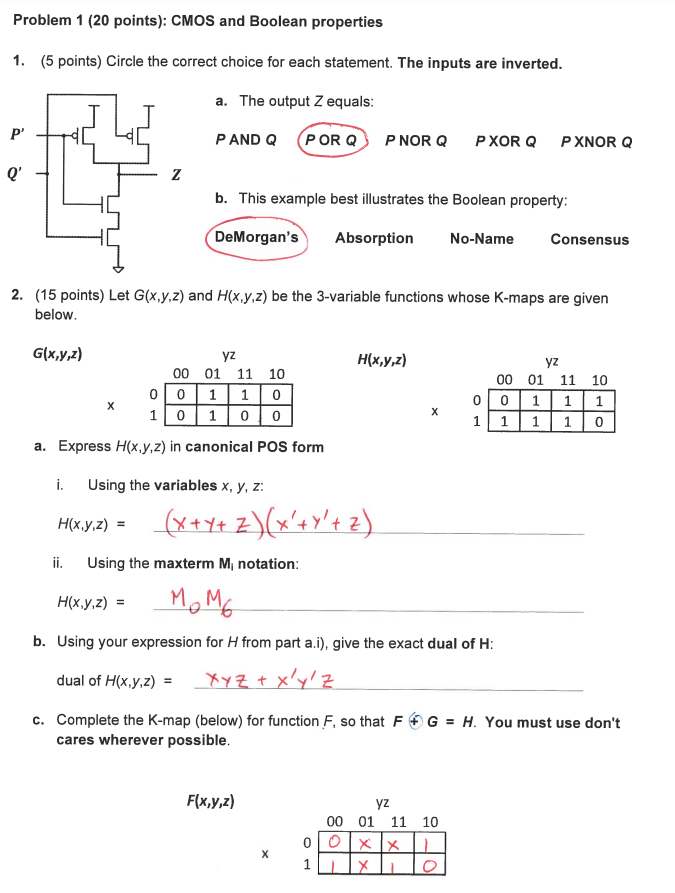 Problem 1 (20 points): CMOS and Boolean properties
1. (5 points) Circle the correct choice for each statement. The inputs are inverted.
a. The output Z equals:
P'
P AND Q P OR Q P NOR Q P XOR Q P XNOR Q
Q'
Z
b. This example best illustrates the Boolean property:
DeMorgan's Absorption No-Name Consensus
2. (15 points) Let G(x,y,z) and H(x,y,z) be the 3-variable functions whose K-maps are given
below.
G(x,y,z) yz H(x,y,z) yz
00 01 11 10 00 01 11 10
0 0 1 1 0 0 0 1 1 1
x x
1 0 1 0 0 1 1 1 1 0
a. Express H(x,y,z) in canonical POS form
i. Using the variables x, y, z:
H(x,y,z) = (x+y+z)(x'+y'+z)
ii. Using the maxterm Mi notation:
H(x,y,z) = M0 M6
b. Using your expression for H from part a.i), give the exact dual of H:
dual of H(x,y,z) = xyz + x'y'z
c. Complete the K-map (below) for function F, so that F + G = H. You must use don't
cares wherever possible.
F(x,y,z) yz
00 01 11 10
0 0 x x 1
x
1 1 x 1 0